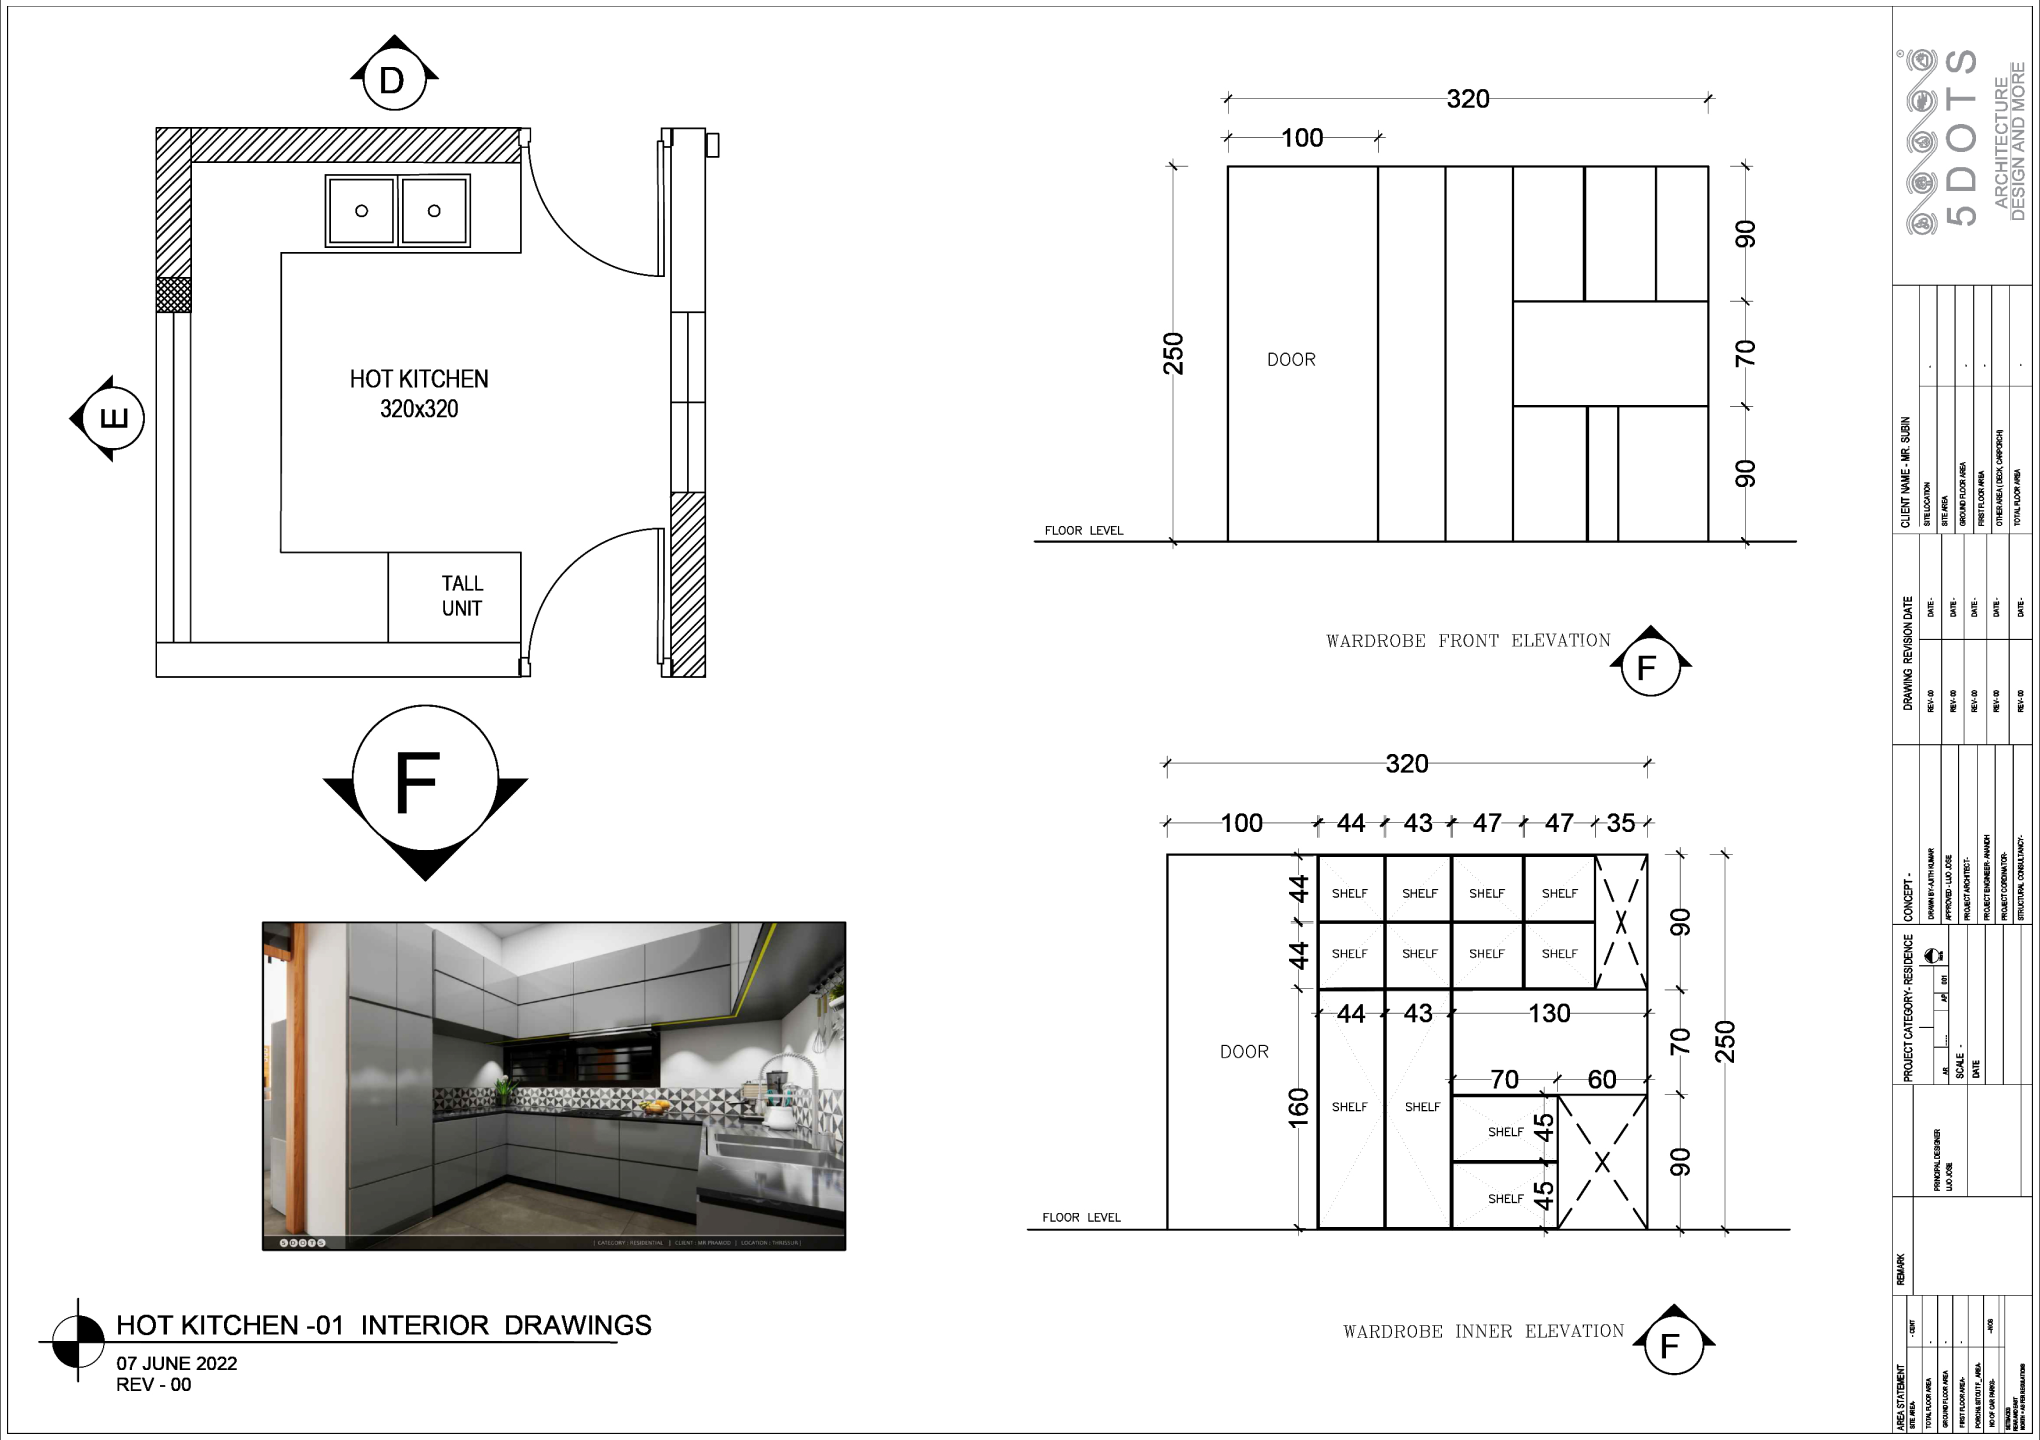 D
E
HOT KITCHEN
320x320
TALL
UNIT
F
5DOTS
| CATEGORY : RESIDENTIAL | CLIENT : MR.PRAMOD | LOCATION : THRISSUR |
HOT KITCHEN -01 INTERIOR DRAWINGS
07 JUNE 2022
REV - 00
320
100
250
DOOR
90
70
90
FLOOR LEVEL
WARDROBE FRONT ELEVATION
F
320
100 44 43 47 47 35
44 SHELF SHELF SHELF SHELF
44 SHELF SHELF SHELF SHELF
90
44 43 130
DOOR
70
250
70 60
160
SHELF SHELF
SHELF 45
SHELF 45
90
FLOOR LEVEL
WARDROBE INNER ELEVATION
F
5DOTS
ARCHITECTURE
DESIGN AND MORE
CLIENT NAME - MR. SUBIN
SITE LOCATION -
SITE AREA
GROUND FLOOR AREA -
FIRST FLOOR AREA -
OTHER AREA ( DECK, CARPORCH)
TOTAL FLOOR AREA -
DRAWING REVISION DATE
REV- 00 DATE -
REV- 00 DATE -
REV- 00 DATE -
REV- 00 DATE -
REV- 00 DATE -
CONCEPT -
DRAWN BY-AJITH KUMAR
APPROVED - LIJO JOSE
PROJECT ARCHITECT-
PROJECT ENGINEER- ANANDH
PROJECT CORDINATOR-
STRUCTURAL CONSULTANCY-
PROJECT CATEGORY- RESIDENCE
AR ..... AP 001
SCALE -
DATE
PRINCIPAL DESIGNER
LIJO JOSE
REMARK
AREA STATEMENT
SITE AREA- - CENT
TOTAL FLOOR AREA -
GROUND FLOOR AREA -
FIRST FLOOR AREA- -
NO OF CAR PARKS- -NOS